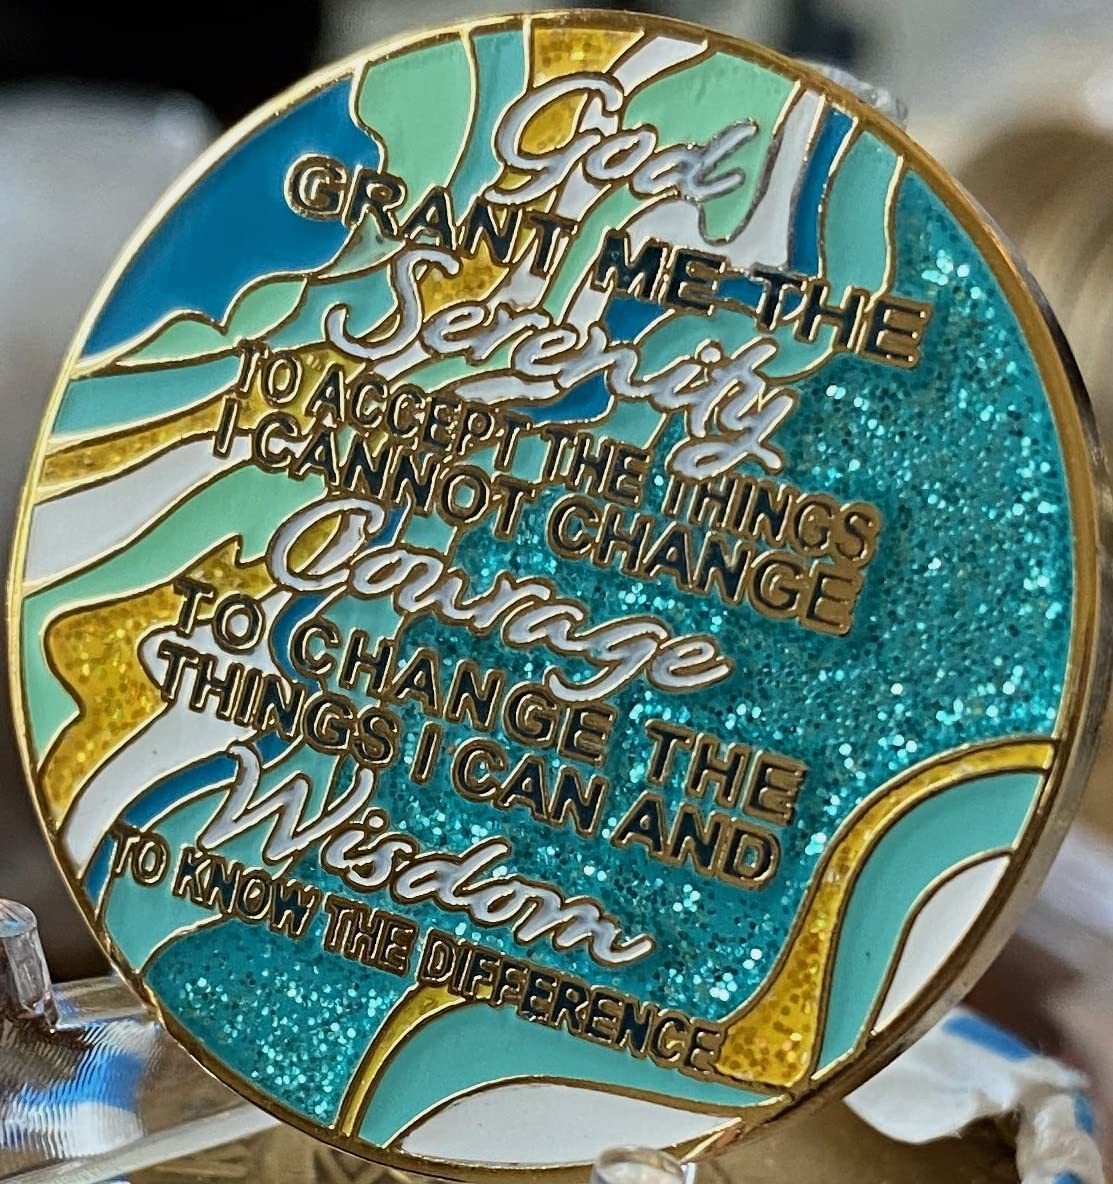 God
GRANT ME THE
Serenity
TO ACCEPT THE THINGS
I CANNOT CHANGE
Courage
TO CHANGE THE
THINGS I CAN AND
Wisdom
TO KNOW THE DIFFERENCE